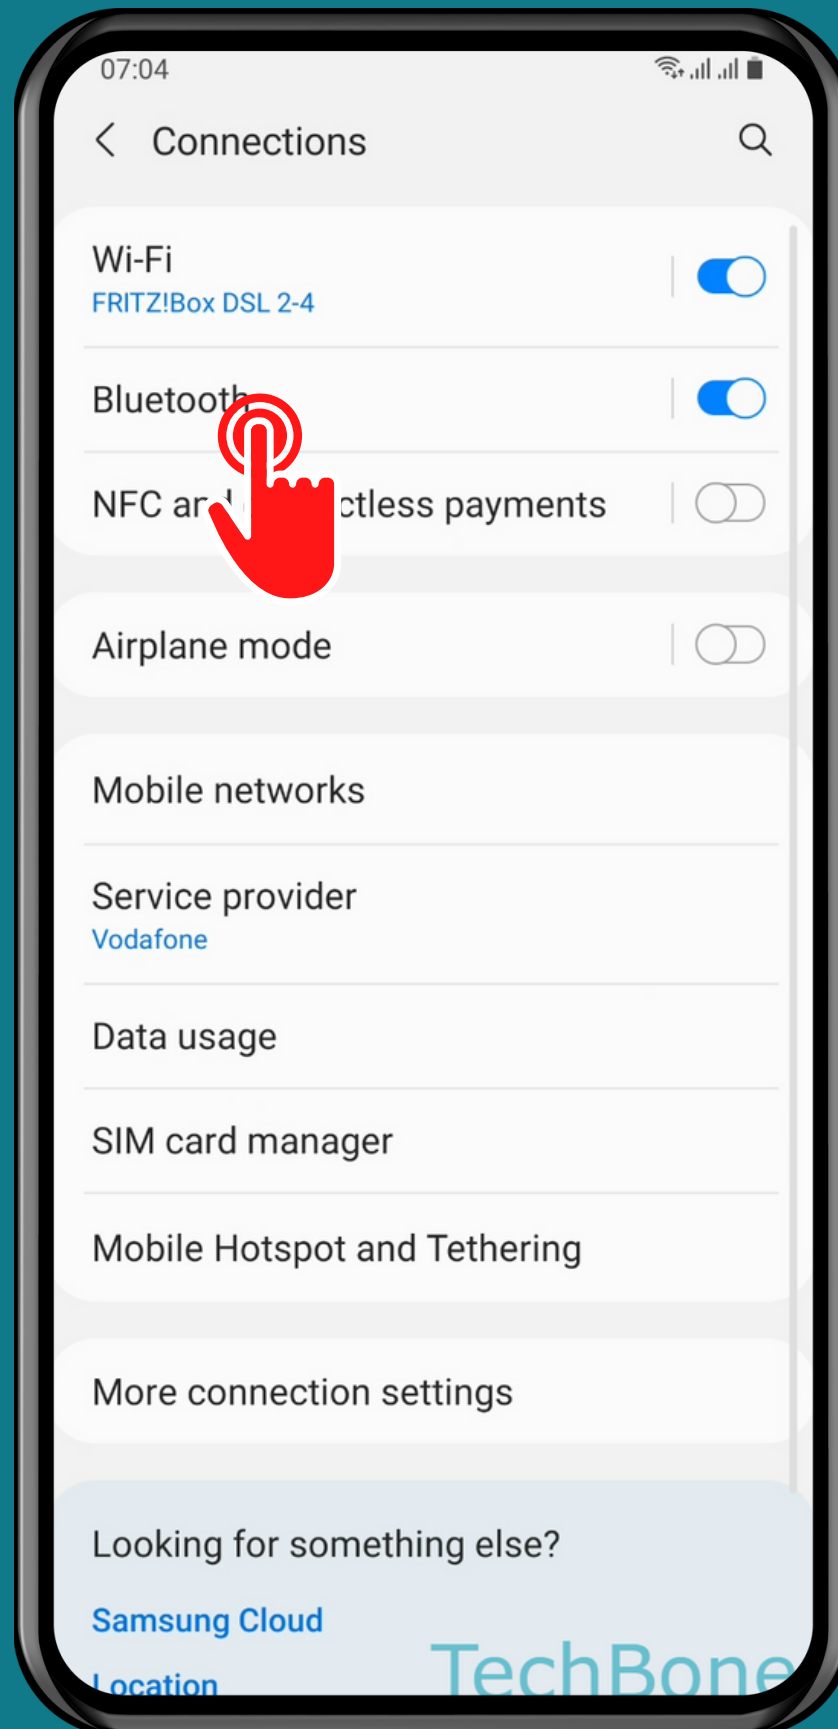 07:04
Connections
Wi-Fi
FRITZ!Box DSL 2-4
Bluetooth
NFC and ctless payments
Airplane mode
Mobile networks
Service provider
Vodafone
Data usage
SIM card manager
Mobile Hotspot and Tethering
More connection settings
Looking for something else?
Samsung Cloud
Location
TechBone